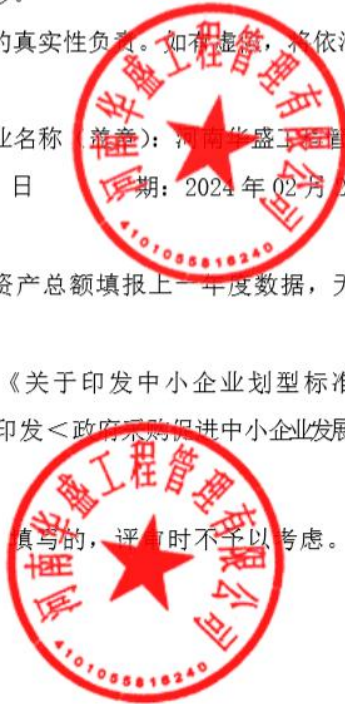 的真实性负责。如有虚假，将依
业名称（盖章）：河南华盛工程管
日 期：2024年02月
资产总额填报上一年度数据，无
《关于印发中小企业划型标准
印发＜政府采购促进中小企业发展
填写的，评审时不予以考虑。
河南华盛工程管理有限公司
4101055816240
河南华盛工程管理有限公司
4101055816240